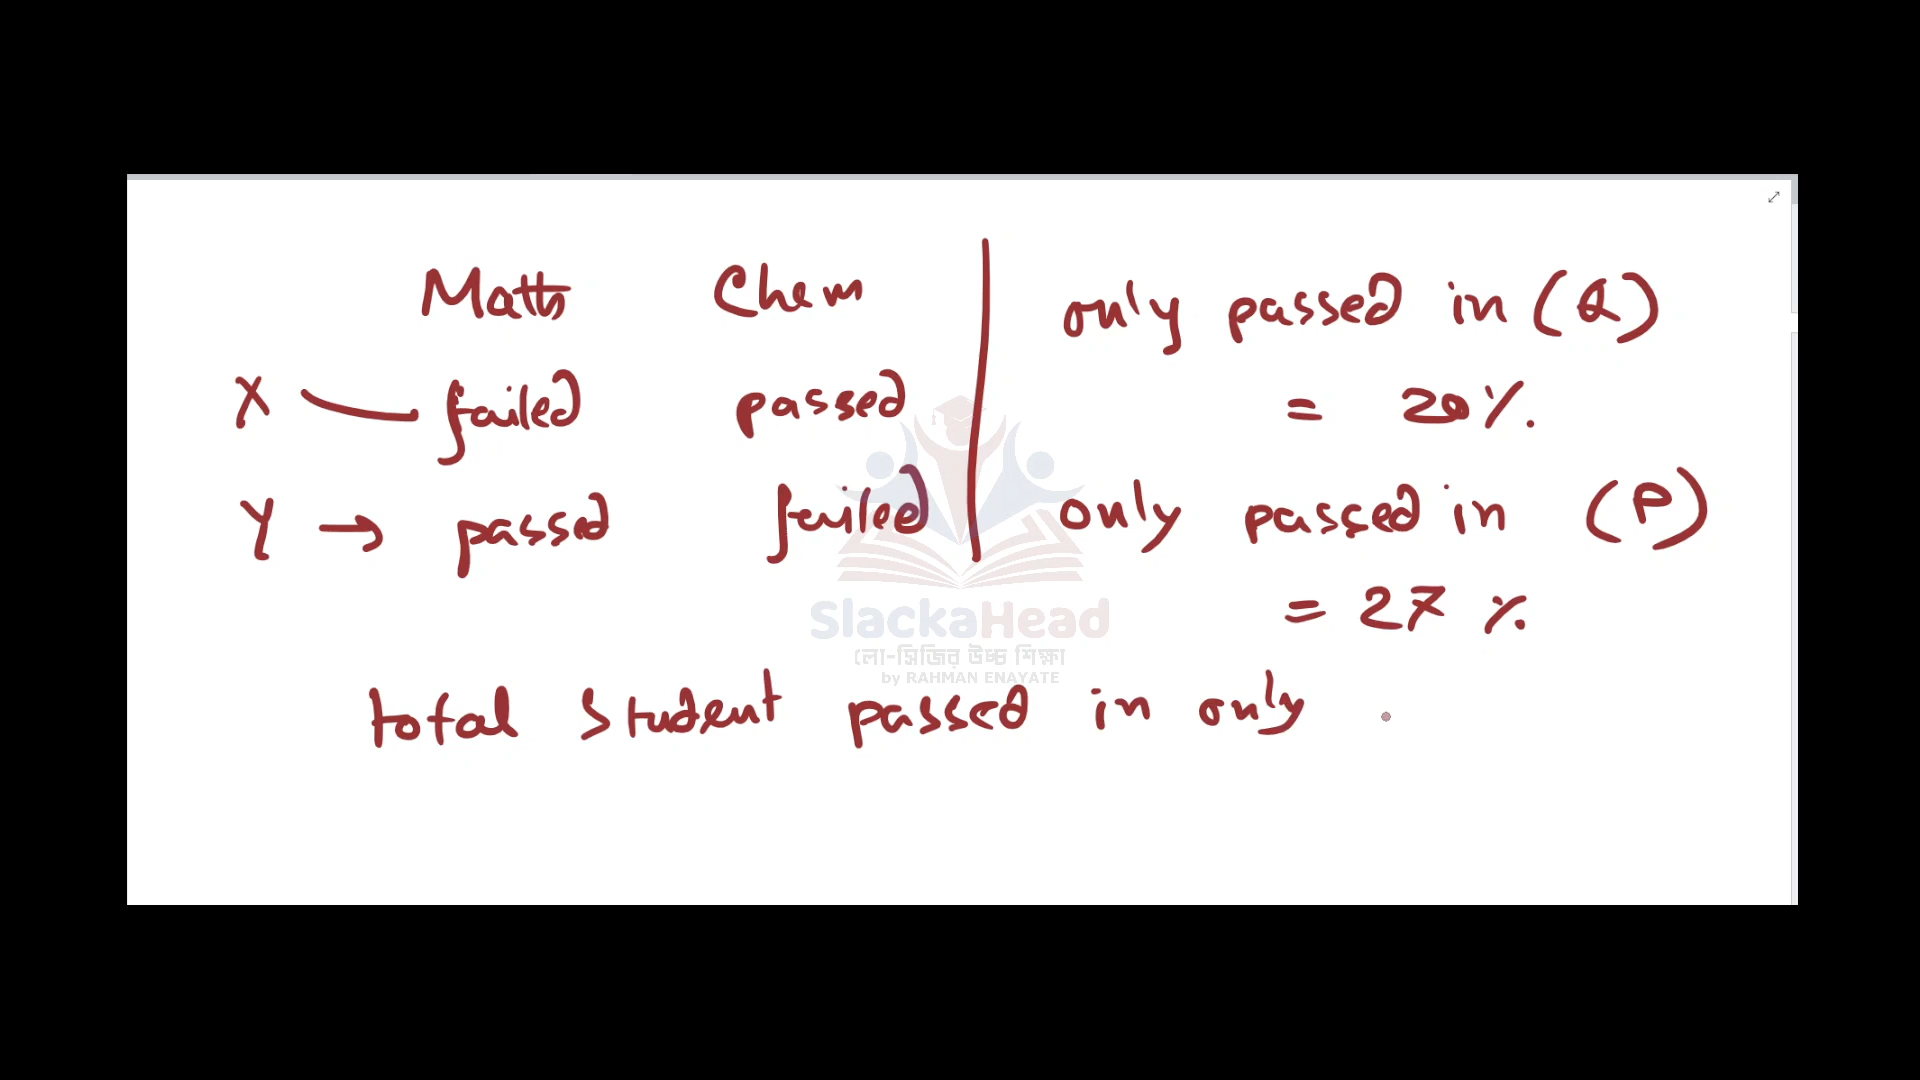 Math Chem
X — failed passed
Y → passed failed
only passed in (Q)
= 20%.
only passed in (P)
= 27 %
total student passed in only
SlackaHead
লো-সিজির উচ্চ শিক্ষা
by RAHMAN ENAYATE